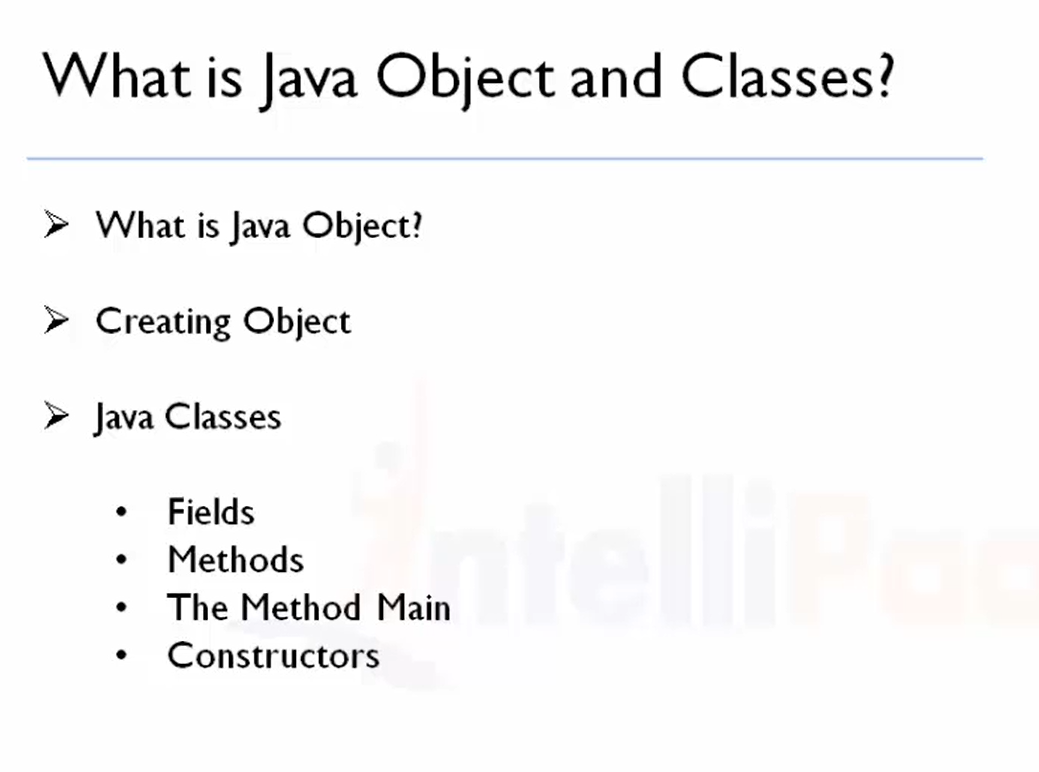 What is Java Object and Classes?
What is Java Object?
Creating Object
Java Classes
Fields
Methods
The Method Main
Constructors
IntelliPaa